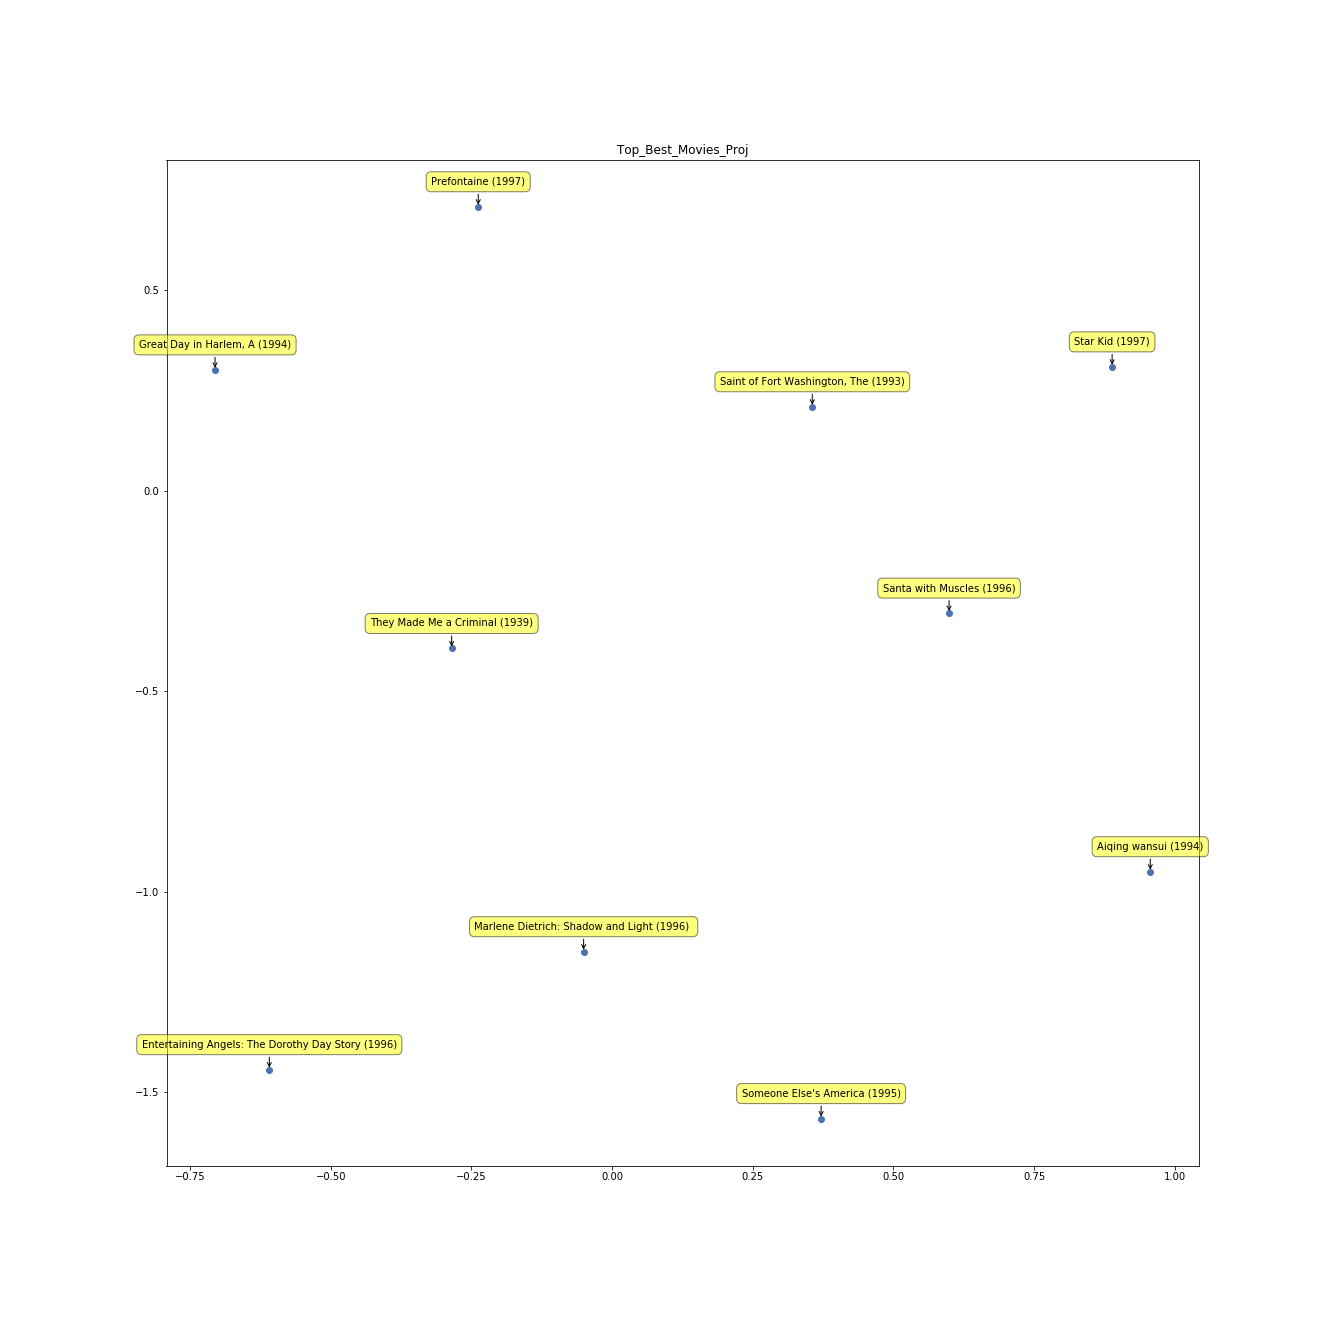 Top_Best_Movies_Proj
Prefontaine (1997)
0.5
Great Day in Harlem, A (1994)
Star Kid (1997)
Saint of Fort Washington, The (1993)
0.0
Santa with Muscles (1996)
They Made Me a Criminal (1939)
−0.5
Aiqing wansui (1994)
−1.0
Marlene Dietrich: Shadow and Light (1996)
Entertaining Angels: The Dorothy Day Story (1996)
−1.5
Someone Else's America (1995)
−0.75 −0.50 −0.25 0.00 0.25 0.50 0.75 1.00